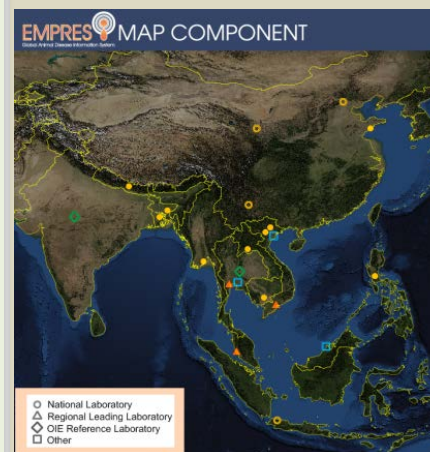 EMPRES MAP COMPONENT
Global Animal Disease Information System
National Laboratory
Regional Leading Laboratory
OIE Reference Laboratory
Other